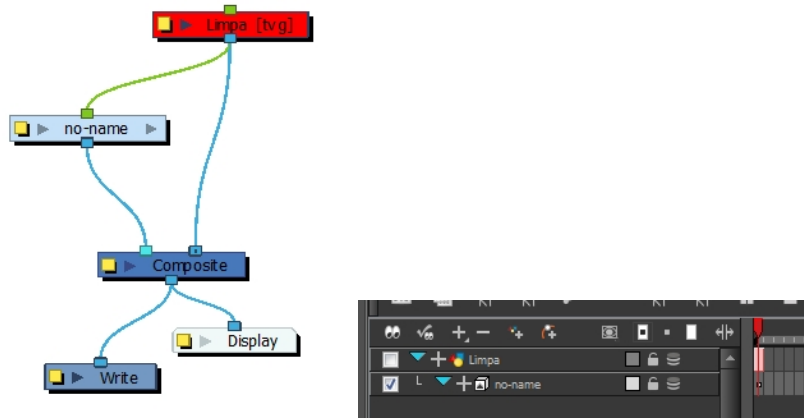 Limpa [tvg]
no-name
Composite
Display
Write
Limpa
no-name